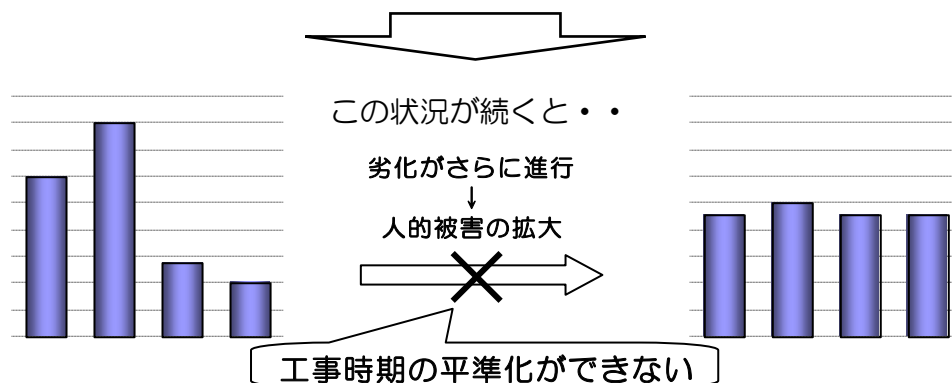 この状況が続くと・・
劣化がさらに進行
↓
人的被害の拡大
工事時期の平準化ができない